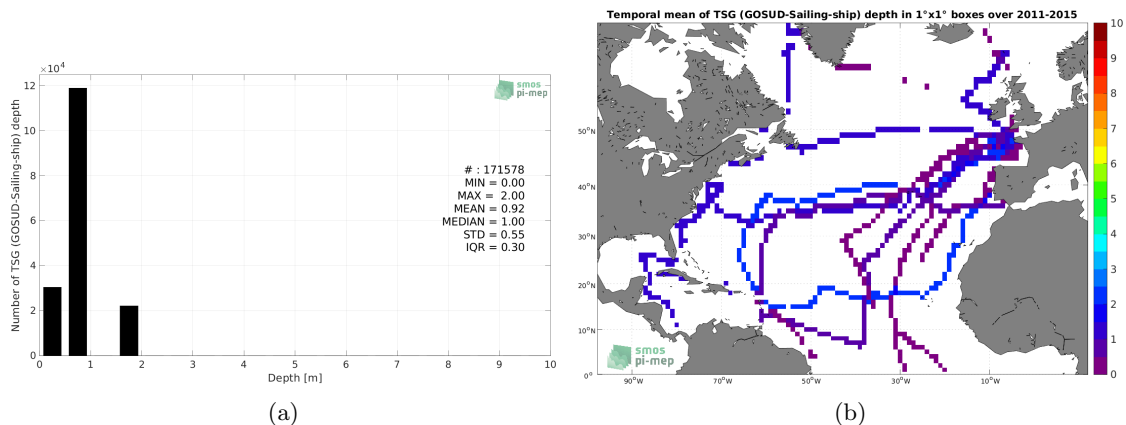 ×10⁴
12
10
8
6
4
2
0
Number of TSG (GOSUD-Sailing-ship) depth
smos
pi-mep
# : 171578
MIN = 0.00
MAX = 2.00
MEAN = 0.92
MEDIAN = 1.00
STD = 0.55
IQR = 0.30
0 1 2 3 4 5 6 7 8 9 10
Depth [m]
(a)
Temporal mean of TSG (GOSUD-Sailing-ship) depth in 1°x1° boxes over 2011-2015
50°N
40°N
30°N
20°N
10°N
0°
90°W 70°W 50°W 30°W 10°W
smos
pi-mep
10
9
8
7
6
5
4
3
2
1
0
(b)